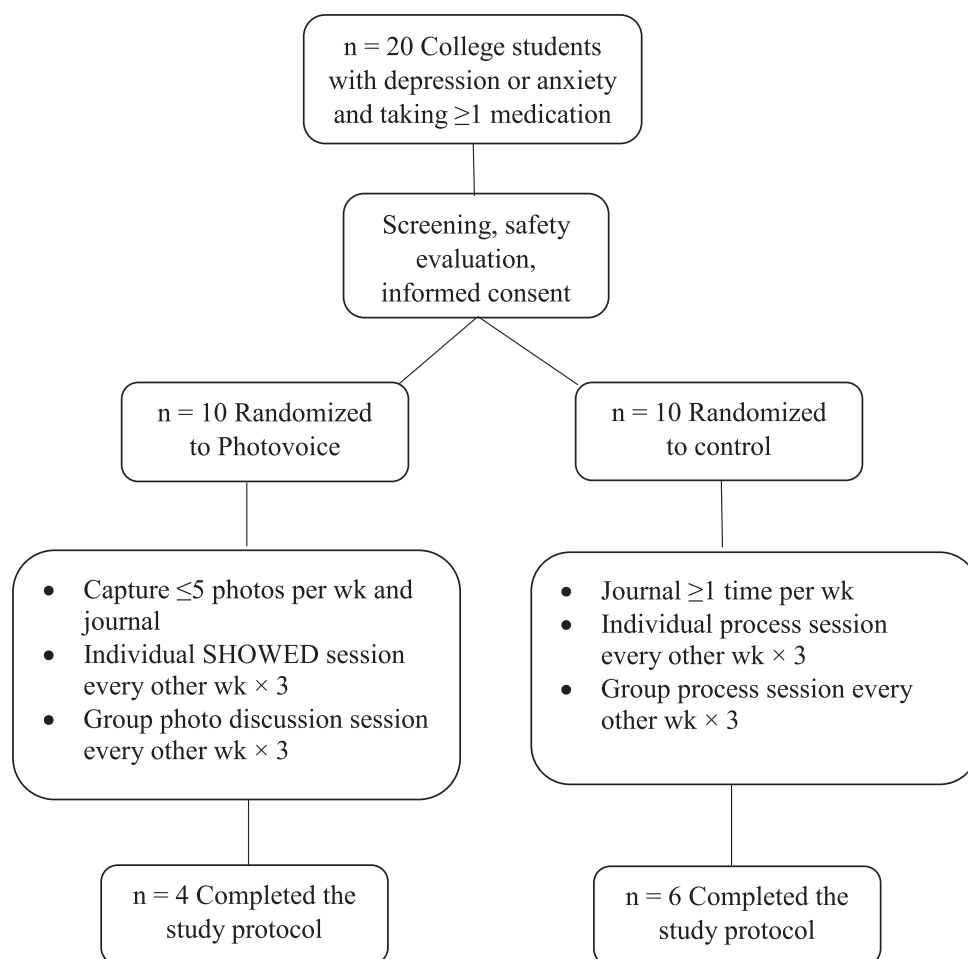 n = 20 College students
with depression or anxiety
and taking ≥1 medication
Screening, safety
evaluation,
informed consent
n = 10 Randomized
to Photovoice
n = 10 Randomized
to control
• Capture ≤5 photos per wk and
journal
• Individual SHOWED session
every other wk × 3
• Group photo discussion session
every other wk × 3
• Journal ≥1 time per wk
• Individual process session
every other wk × 3
• Group process session every
other wk × 3
n = 4 Completed the
study protocol
n = 6 Completed the
study protocol